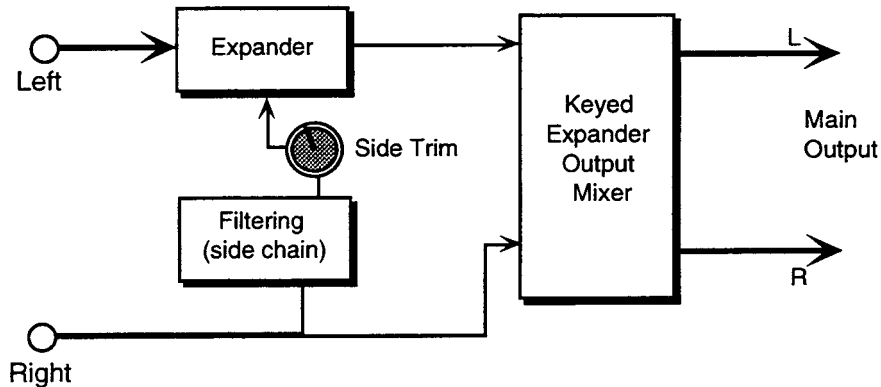 Left
Expander
L
Side Trim
Keyed
Expander
Output
Mixer
Main
Output
Filtering
(side chain)
R
Right